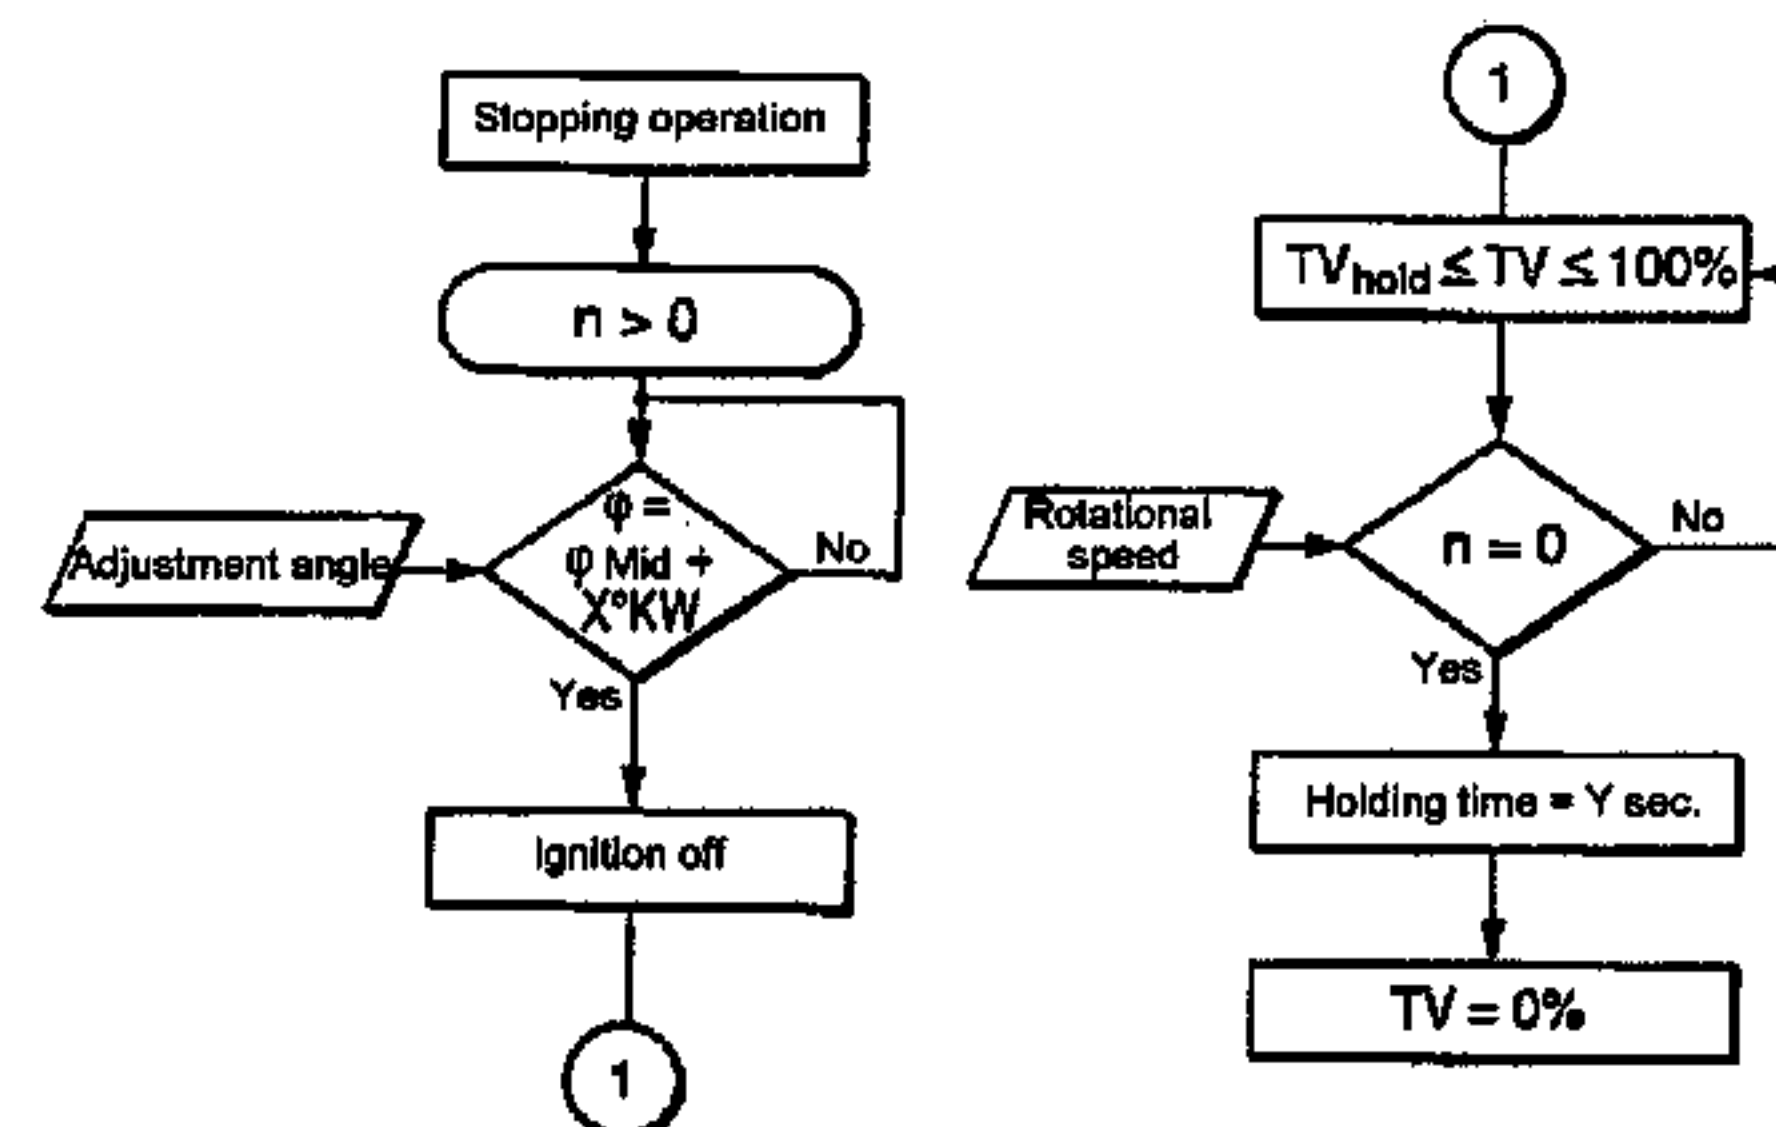 Stopping operation
n > 0
φ =
φ Mid +
X°KW
Adjustment angle
No
Yes
Ignition off
1
1
TVhold ≤ TV ≤ 100%
Rotational
speed
n = 0
No
Yes
Holding time = Y sec.
TV = 0%